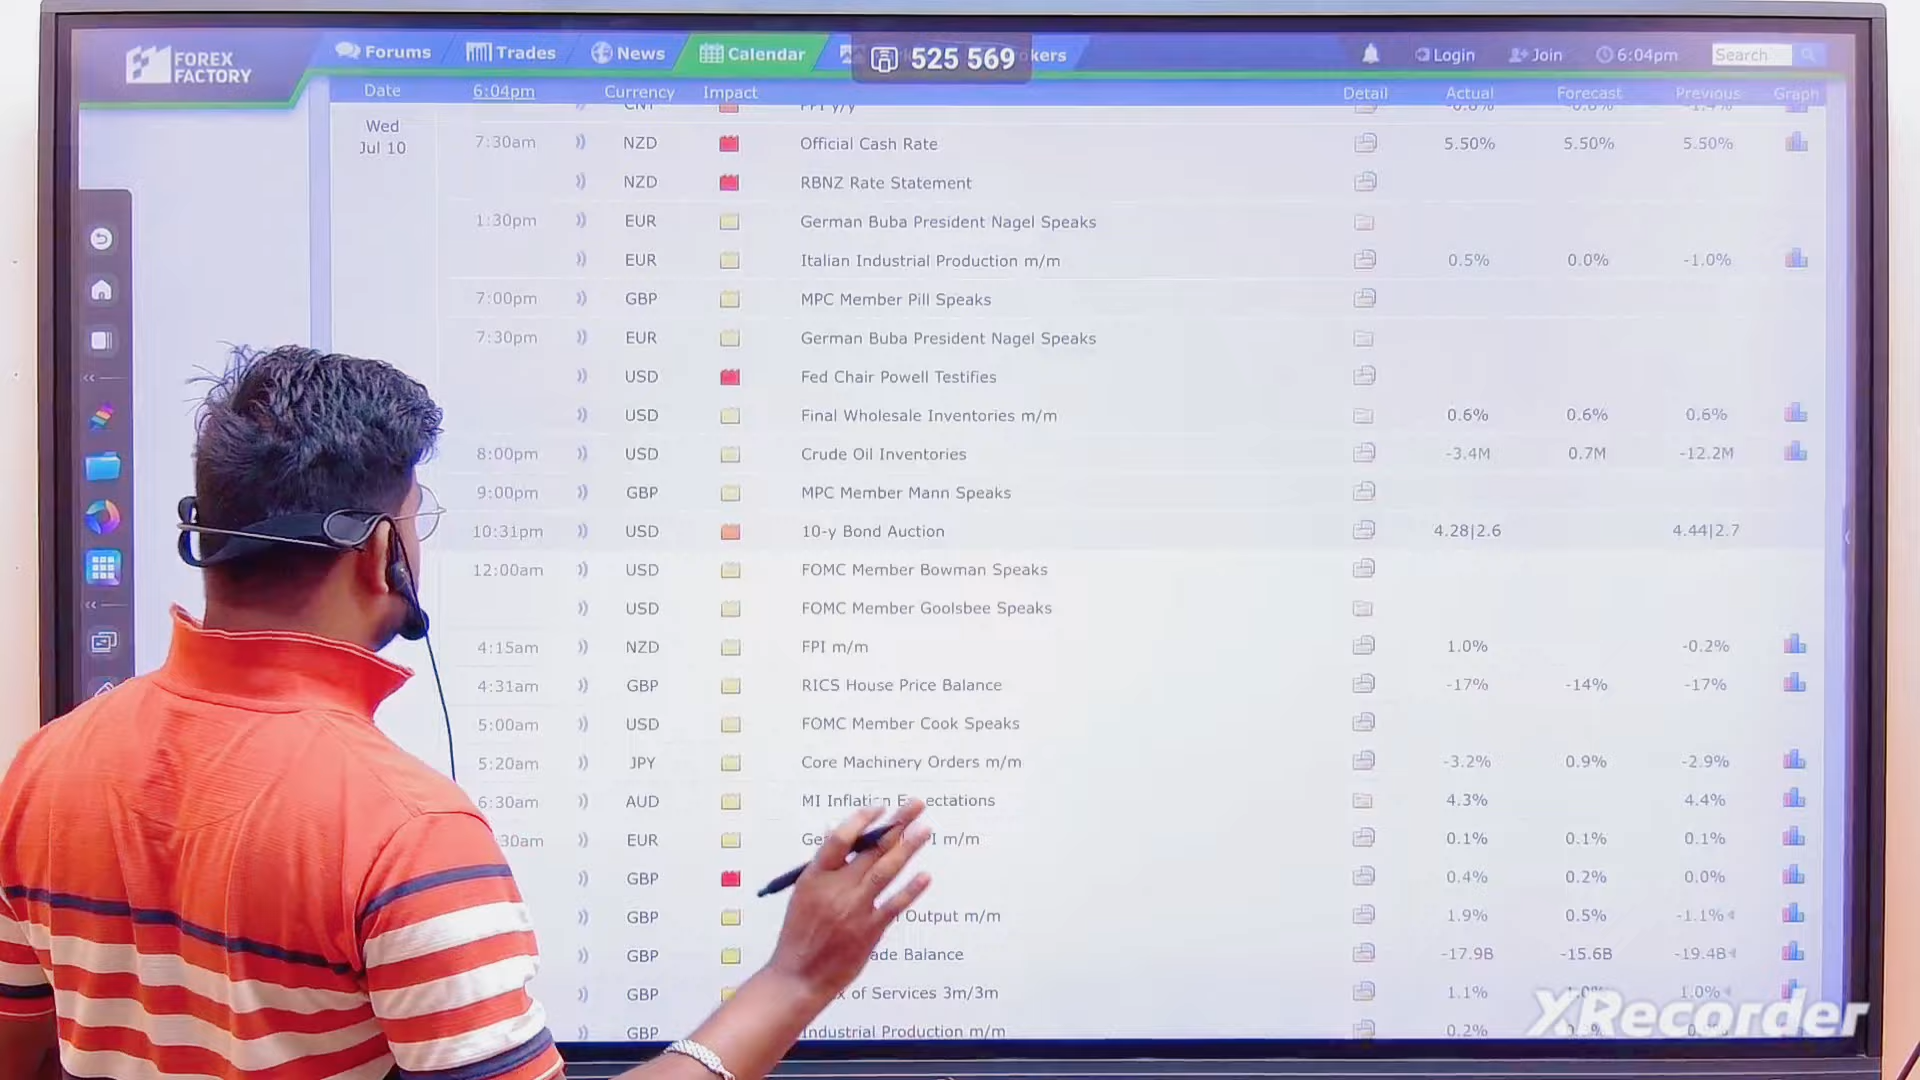 FOREX FACTORY
Forums Trades News Calendar 525 569 kers Login Join 6:04pm Search
Date 6:04pm Currency Impact Detail Actual Forecast Previous Graph
Wed Jul 10
7:30am NZD Official Cash Rate 5.50% 5.50% 5.50%
NZD RBNZ Rate Statement
1:30pm EUR German Buba President Nagel Speaks
EUR Italian Industrial Production m/m 0.5% 0.0% -1.0%
7:00pm GBP MPC Member Pill Speaks
7:30pm EUR German Buba President Nagel Speaks
USD Fed Chair Powell Testifies
USD Final Wholesale Inventories m/m 0.6% 0.6% 0.6%
8:00pm USD Crude Oil Inventories -3.4M 0.7M -12.2M
9:00pm GBP MPC Member Mann Speaks
10:31pm USD 10-y Bond Auction 4.28|2.6 4.44|2.7
12:00am USD FOMC Member Bowman Speaks
USD FOMC Member Goolsbee Speaks
4:15am NZD FPI m/m 1.0% -0.2%
4:31am GBP RICS House Price Balance -17% -14% -17%
5:00am USD FOMC Member Cook Speaks
5:20am JPY Core Machinery Orders m/m -3.2% 0.9% -2.9%
6:30am AUD MI 4.3% 4.4%
:30am EUR m/m 0.1% 0.1% 0.1%
GBP 0.4% 0.2% 0.0%
GBP Output m/m 1.9% 0.5% -1.1%
GBP ade Balance -17.9B -15.6B -19.4B
GBP of Services 3m/3m 1.1% 1.0%
GBP Industrial Production m/m 0.2%
XRecorder